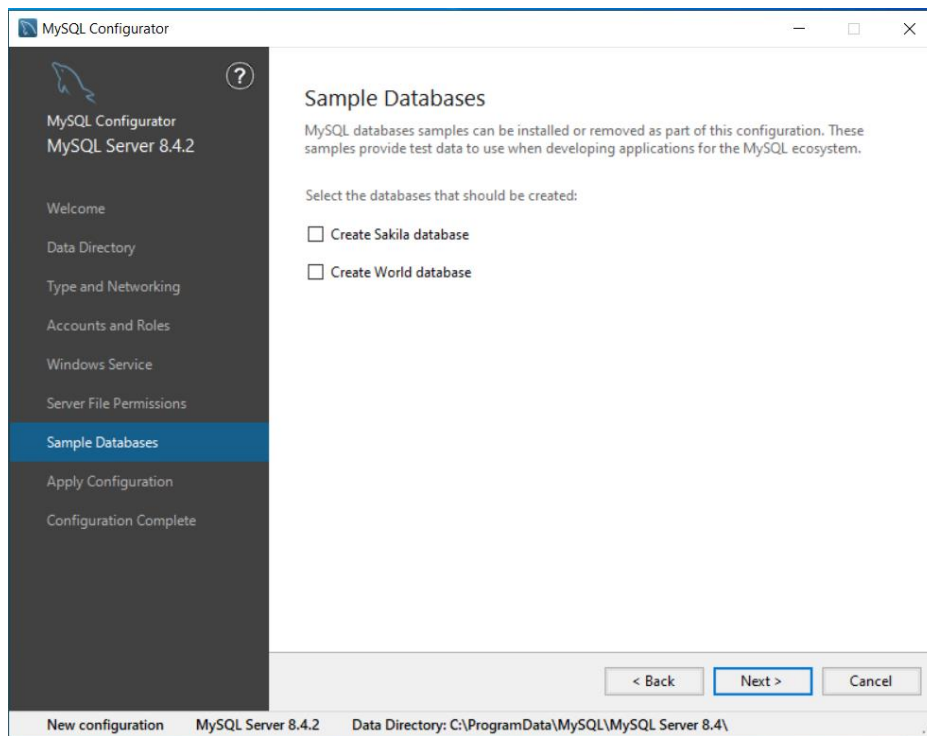 MySQL Configurator
?
MySQL Configurator
MySQL Server 8.4.2
Welcome
Data Directory
Type and Networking
Accounts and Roles
Windows Service
Server File Permissions
Sample Databases
Apply Configuration
Configuration Complete
Sample Databases
MySQL databases samples can be installed or removed as part of this configuration. These
samples provide test data to use when developing applications for the MySQL ecosystem.
Select the databases that should be created:
Create Sakila database
Create World database
< Back Next > Cancel
New configuration MySQL Server 8.4.2 Data Directory: C:\ProgramData\MySQL\MySQL Server 8.4\